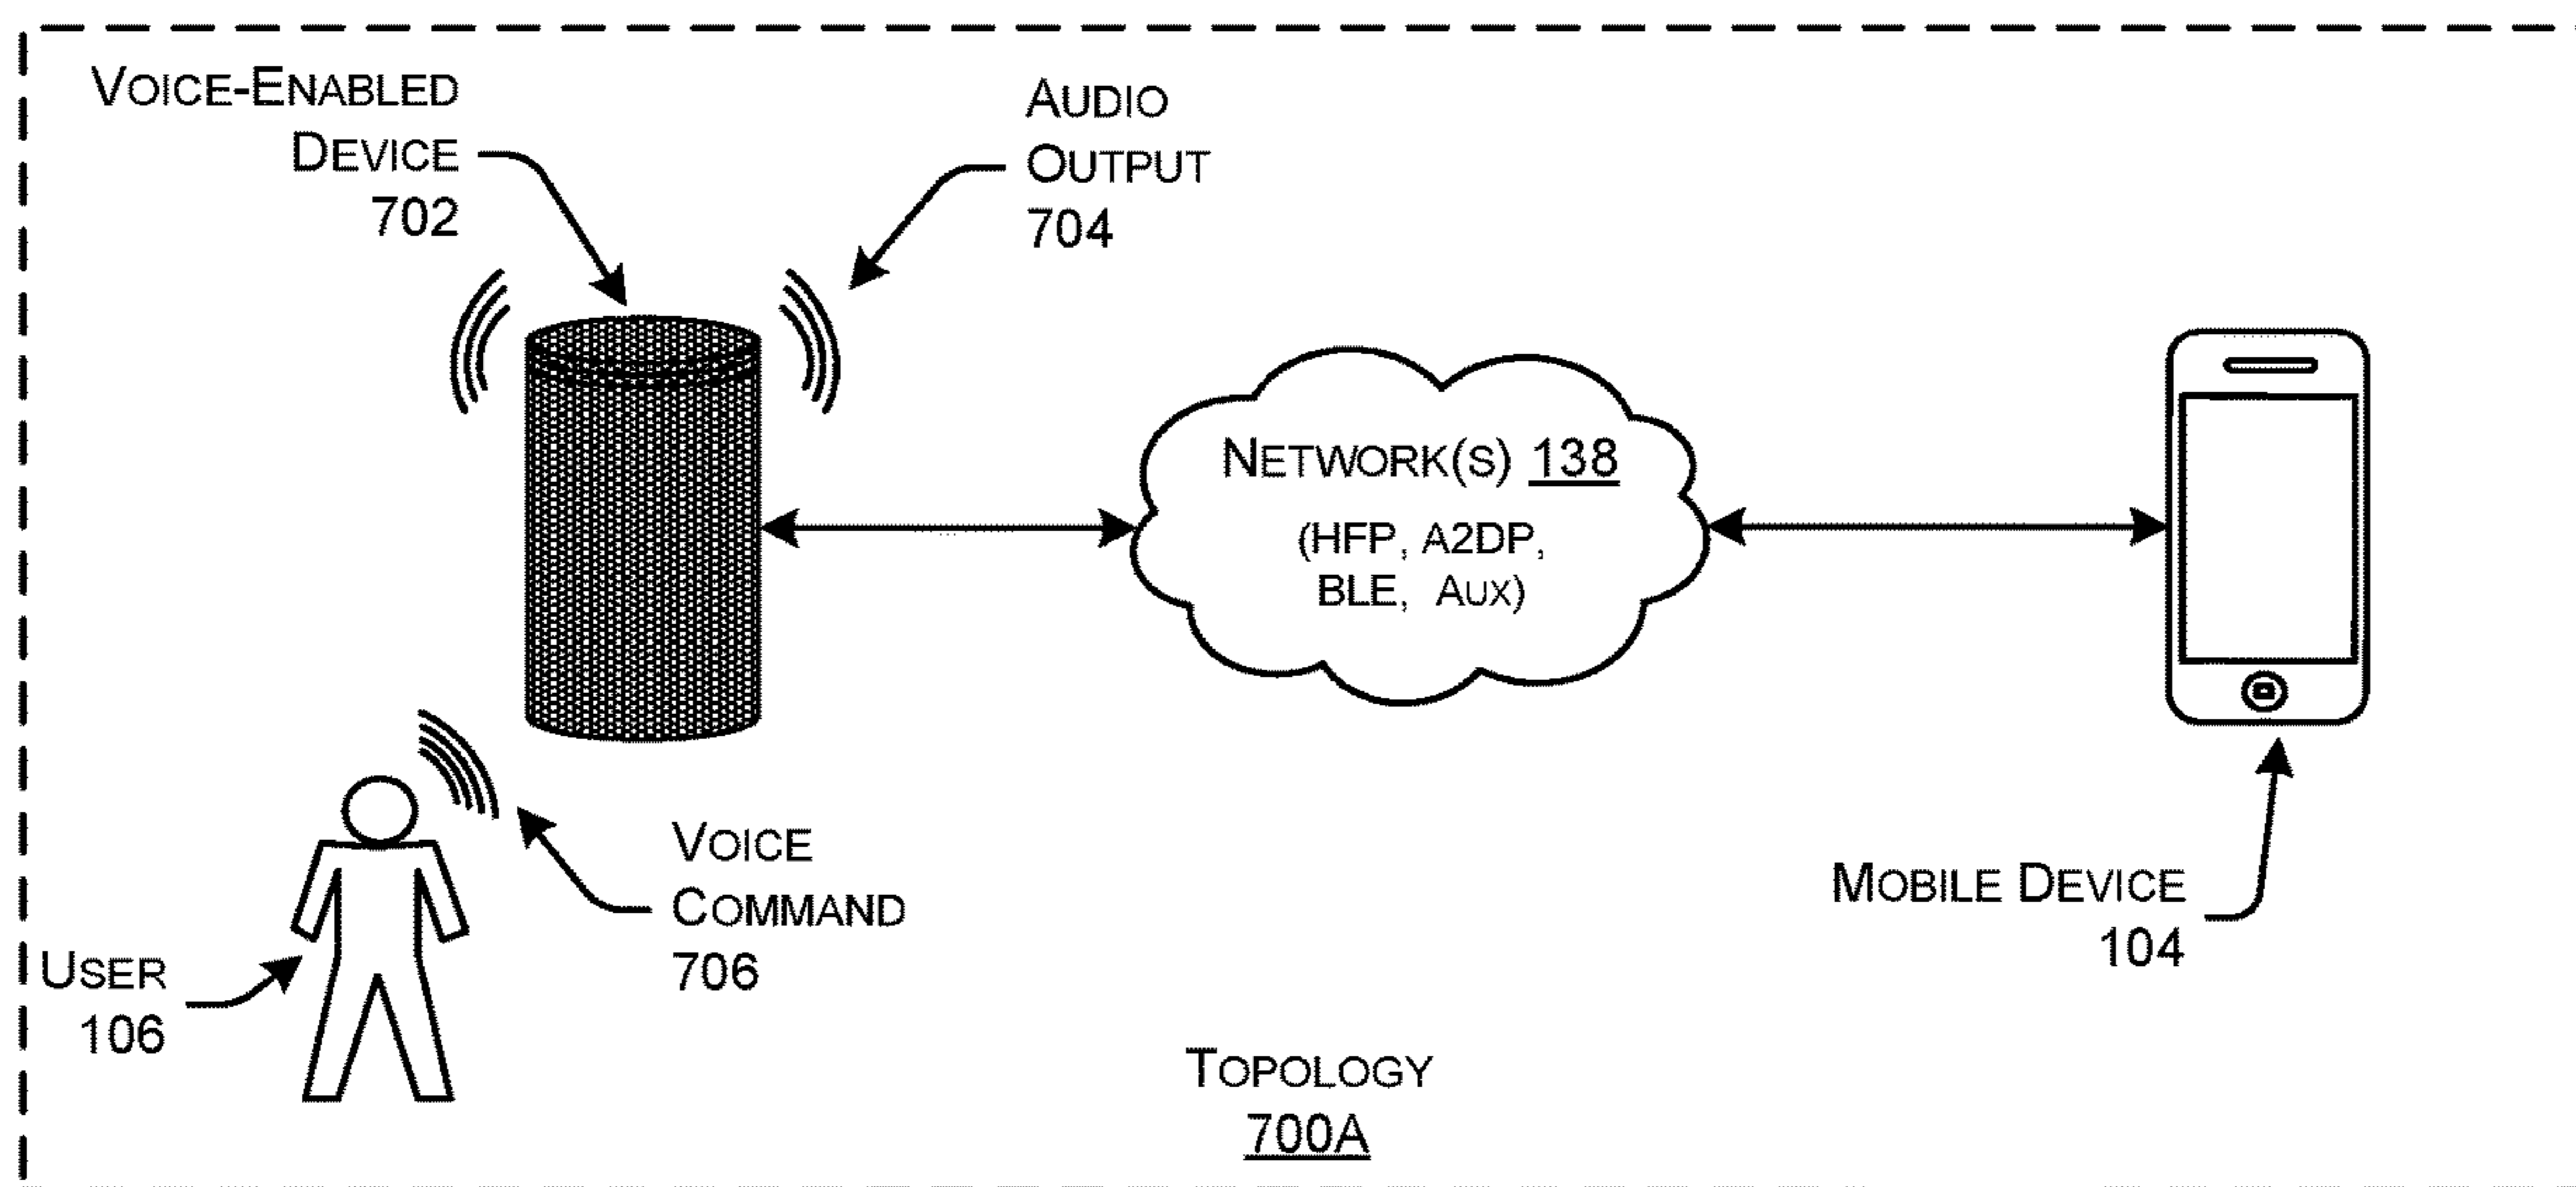 VOICE-ENABLED
DEVICE
702
AUDIO
OUTPUT
704
NETWORK(S) 138
(HFP, A2DP,
BLE, AUX)
VOICE
COMMAND
706
USER
106
MOBILE DEVICE
104
TOPOLOGY
700A